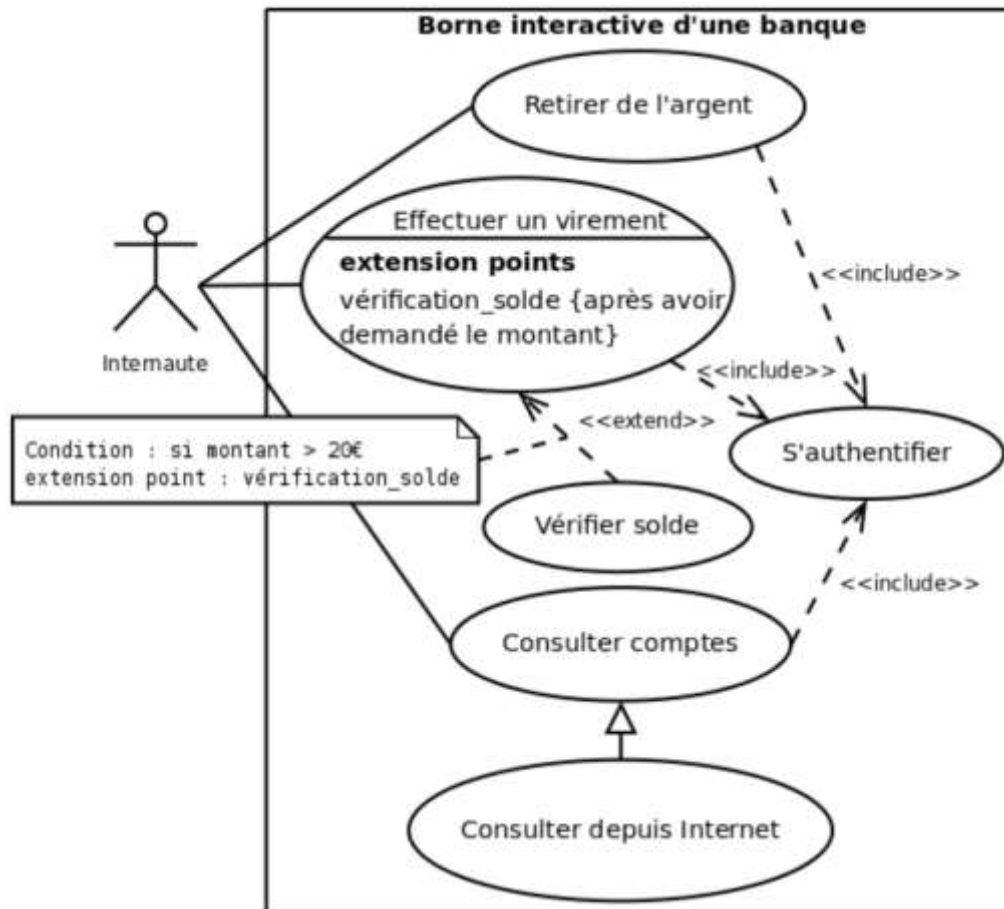 Borne interactive d'une banque
Retirer de l'argent
Effectuer un virement
extension points
vérification_solde {après avoir
demandé le montant}
<<include>>
Internaute
<<include>>
<<extend>>
Condition : si montant > 20€
extension point : vérification_solde
S'authentifier
Vérifier solde
<<include>>
Consulter comptes
Consulter depuis Internet